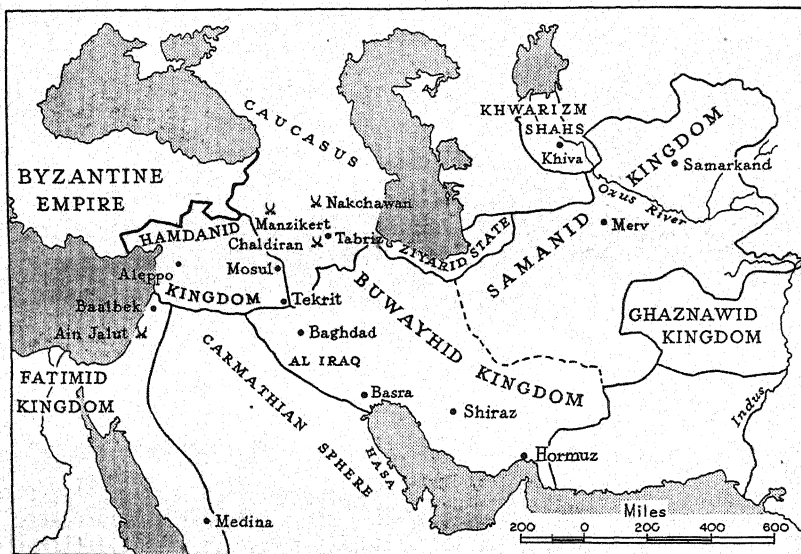 CAUCASUS
KHWARIZM
SHAHS
Khiva
SAMANID KINGDOM
Samarkand
Oxus River
Merv
BYZANTINE
EMPIRE
Nakchawan
Manzikert
Chaldiran
Tabriz
HAMDANID
KINGDOM
Aleppo
Mosul
Tekrit
ZIYARID STATE
Baalbek
Ain Jalut
BUWAYHID KINGDOM
Baghdad
AL IRAQ
GHAZNAWID
KINGDOM
FATIMID
KINGDOM
CARMATHIAN SPHERE
Basra
Shiraz
HASA
Hormuz
Indus
Medina
Miles
200 0 200 400 600